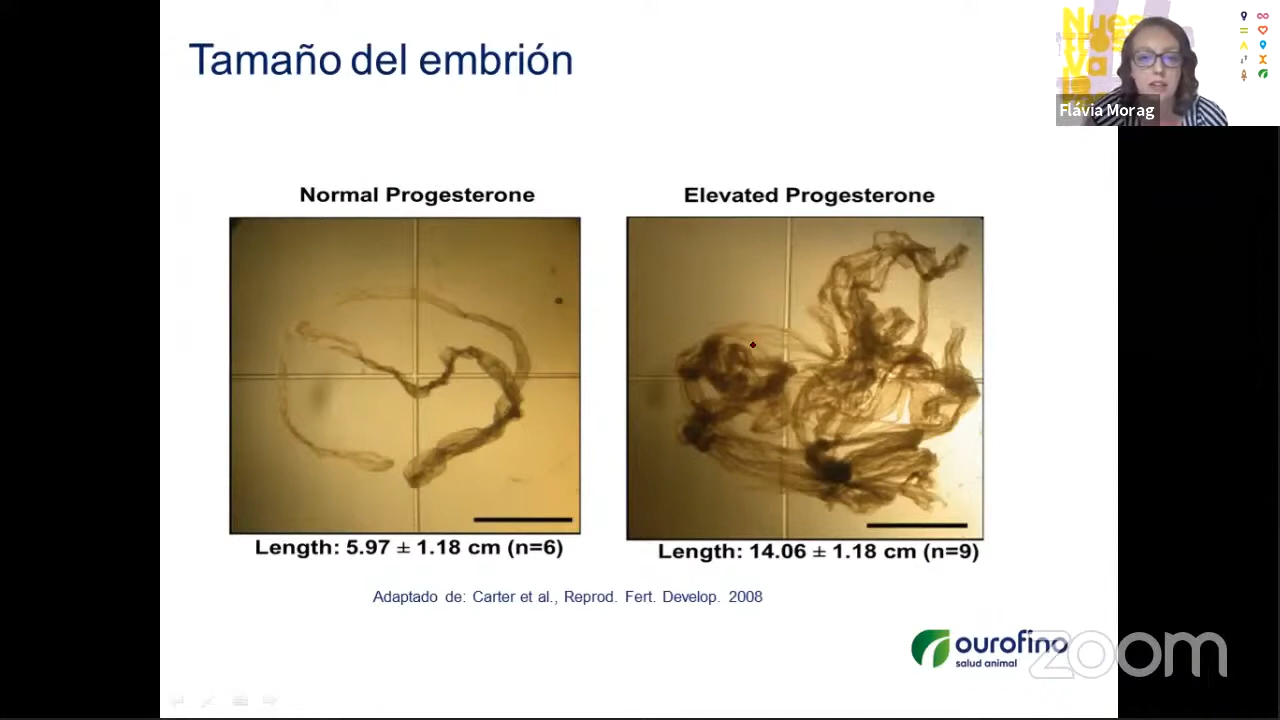 Tamaño del embrión
Flávia Morag
Normal Progesterone
Elevated Progesterone
Length: 5.97 ± 1.18 cm (n=6)
Length: 14.06 ± 1.18 cm (n=9)
Adaptado de: Carter et al., Reprod. Fert. Develop. 2008
ourofino
salud animal
zoom